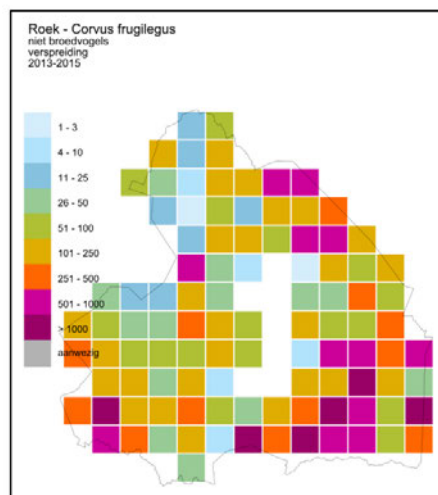 Roek - Corvus frugilegus
niet broedvogels
verspreiding
2013-2015
1 - 3
4 - 10
11 - 25
26 - 50
51 - 100
101 - 250
251 - 500
501 - 1000
> 1000
aanwezig